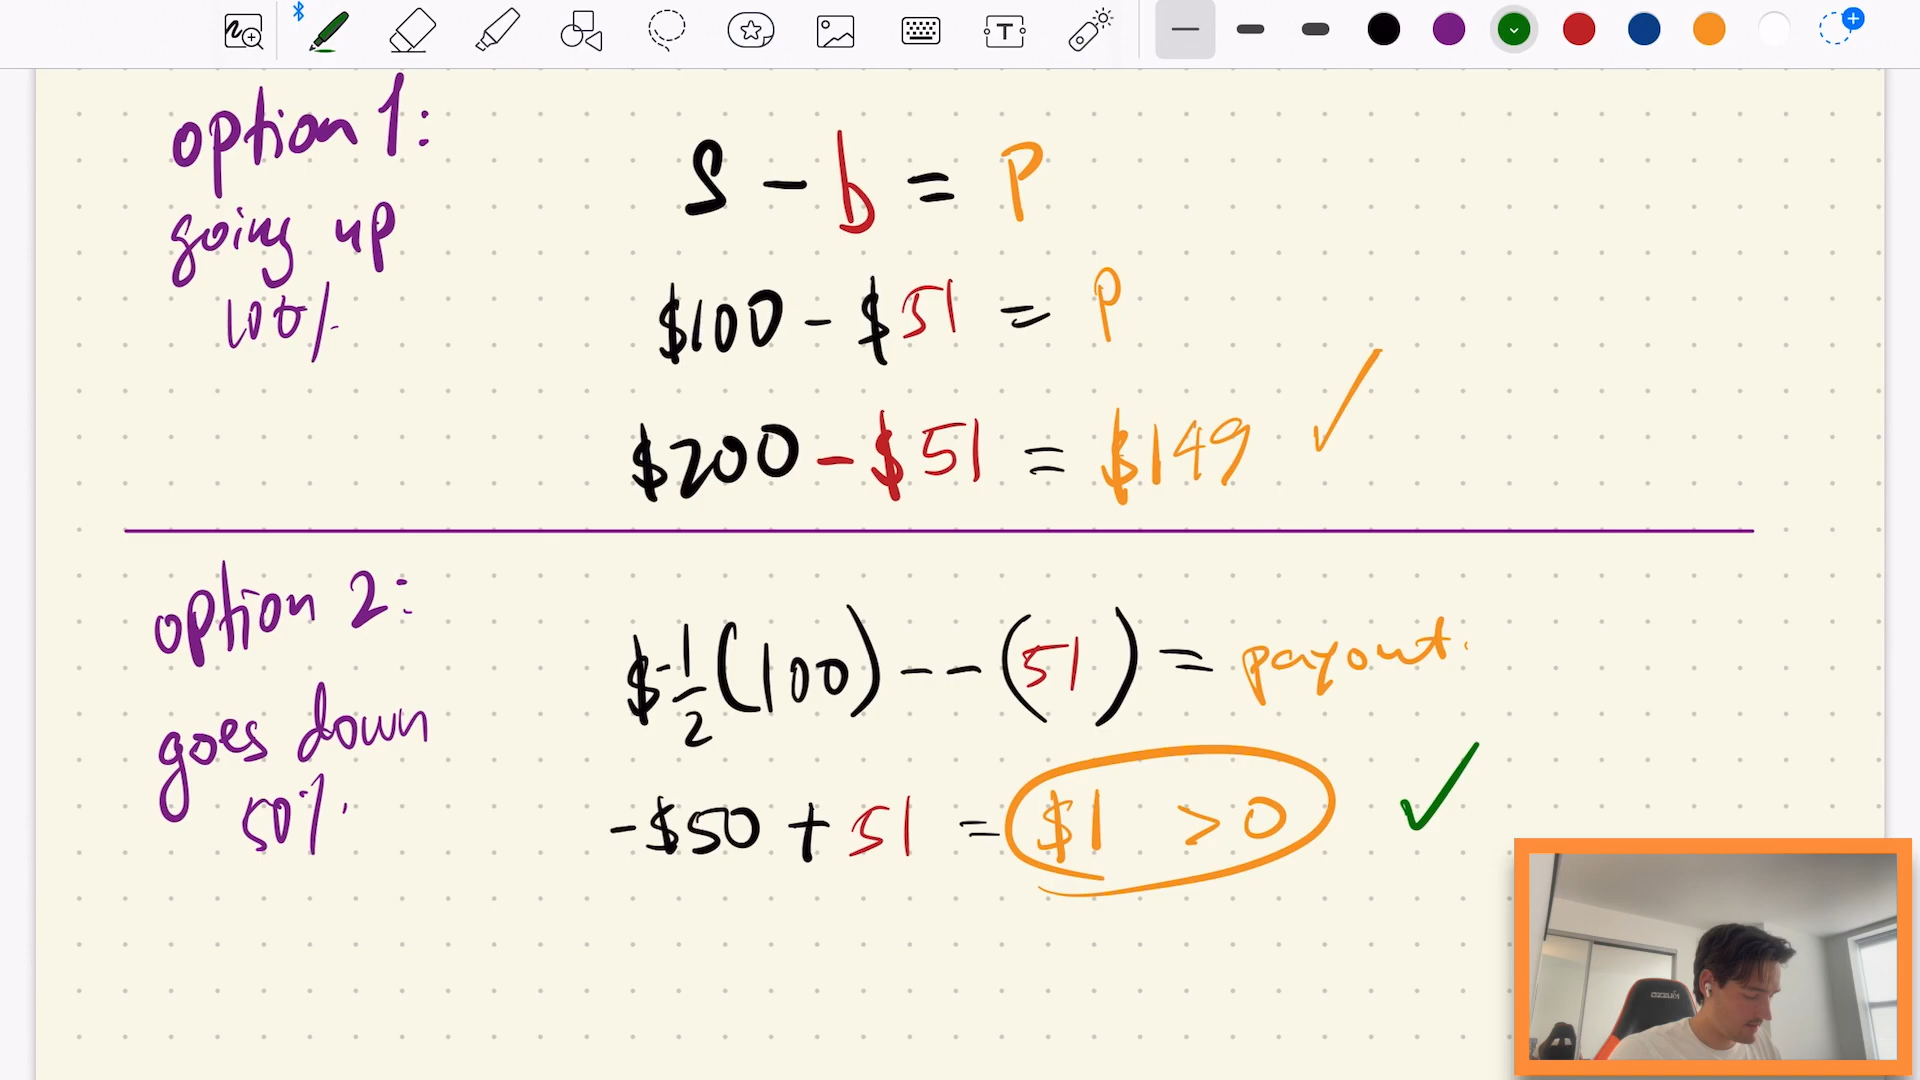 option 1:
going up
100%
S - b = P
$100 - $51 = P
$200 - $51 = $149
option 2:
goes down
50%.
$-1/2(100) - -(51) = payout.
-$50 + 51 = $1 > 0